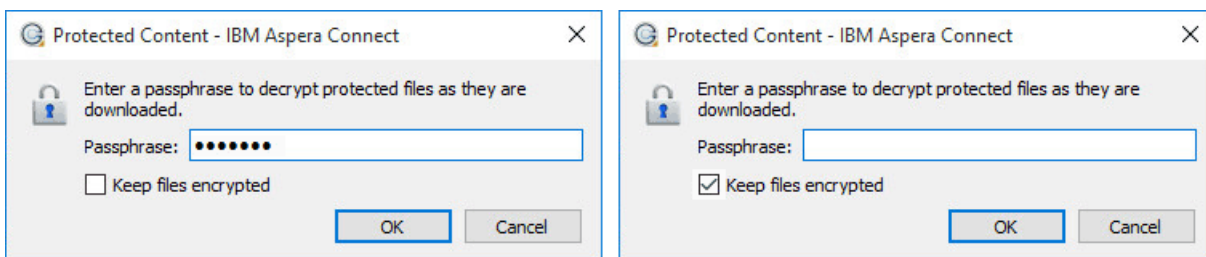 Protected Content - IBM Aspera Connect
Enter a passphrase to decrypt protected files as they are
downloaded.
Passphrase: •••••••
Keep files encrypted
OK Cancel
Protected Content - IBM Aspera Connect
Enter a passphrase to decrypt protected files as they are
downloaded.
Passphrase:
Keep files encrypted
OK Cancel